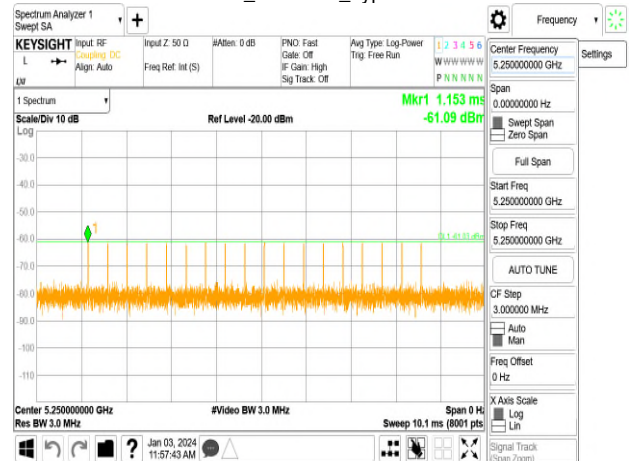 Spectrum Analyzer 1
Swept SA
Frequency
KEYSIGHT
Input: RF
Coupling: DC
Align: Auto
Input Z: 50 Ω
Freq Ref: Int (S)
#Atten: 0 dB
PNO: Fast
Gate: Off
IF Gain: High
Sig Track: Off
Avg Type: Log-Power
Trig: Free Run
1 2 3 4 5 6
W W W W W W
P N N N N N
L
LNI
1 Spectrum
Scale/Div 10 dB
Ref Level -20.00 dBm
Mkr1 1.153 ms
-61.09 dBm
Log
-30.0
-40.0
-50.0
-60.0
-70.0
-80.0
-90.0
-100
-110
1
Center 5.250000000 GHz
Res BW 3.0 MHz
#Video BW 3.0 MHz
Span 0 Hz
Sweep 10.1 ms (8001 pts
?
Jan 03, 2024
11:57:43 AM
Center Frequency
5.250000000 GHz
Settings
Span
0.00000000 Hz
Swept Span
Zero Span
Full Span
Start Freq
5.250000000 GHz
Stop Freq
5.250000000 GHz
AUTO TUNE
CF Step
3.000000 MHz
Auto
Man
Freq Offset
0 Hz
X Axis Scale
Log
Lin
Signal Track
(Span Zoom)